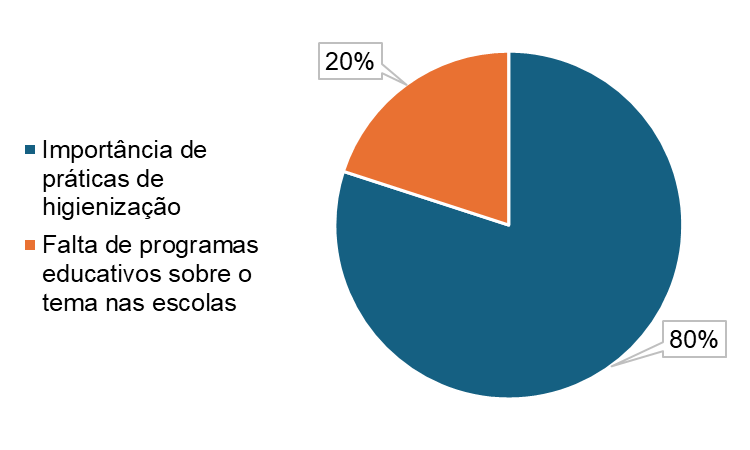 20%
Importância de
práticas de
higienização
Falta de programas
educativos sobre o
tema nas escolas
80%